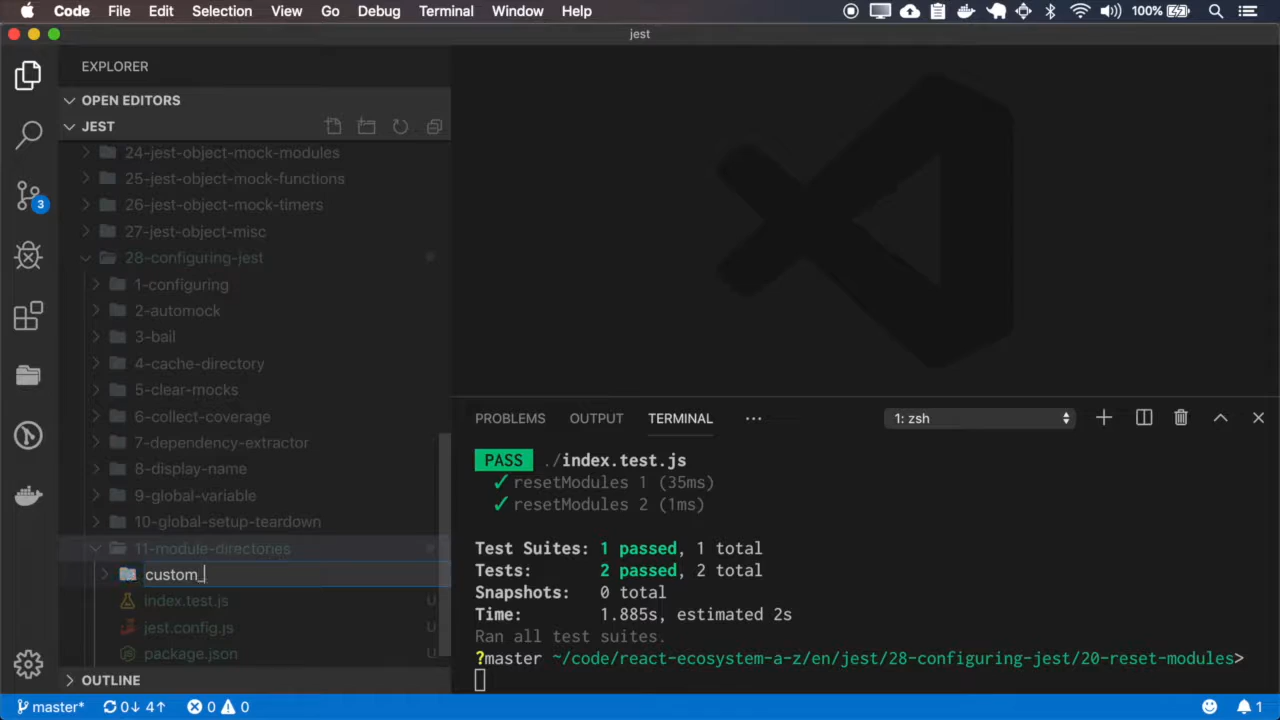 Code File Edit Selection View Go Debug Terminal Window Help 100%
jest
EXPLORER
OPEN EDITORS
JEST
24-jest-object-mock-modules
25-jest-object-mock-functions
26-jest-object-mock-timers
27-jest-object-misc
28-configuring-jest
1-configuring
2-automock
3-bail
4-cache-directory
5-clear-mocks
6-collect-coverage
7-dependency-extractor
8-display-name
9-global-variable
10-global-setup-teardown
11-module-directories
custom_
index.test.js U
jest.config.js U
package.json U
OUTLINE
3
PROBLEMS OUTPUT TERMINAL ··· 1: zsh
PASS ./index.test.js
✓ resetModules 1 (35ms)
✓ resetModules 2 (1ms)
Test Suites: 1 passed, 1 total
Tests: 2 passed, 2 total
Snapshots: 0 total
Time: 1.885s, estimated 2s
Ran all test suites.
?master ~/code/react-ecosystem-a-z/en/jest/28-configuring-jest/20-reset-modules>
master* 0↓ 4↑ 0 0 1